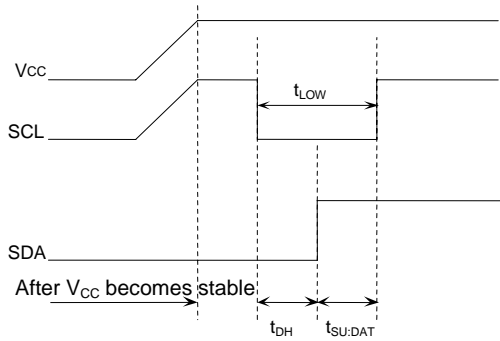 VCC
tLOW
SCL
SDA
After VCC becomes stable
tDH
tSU:DAT